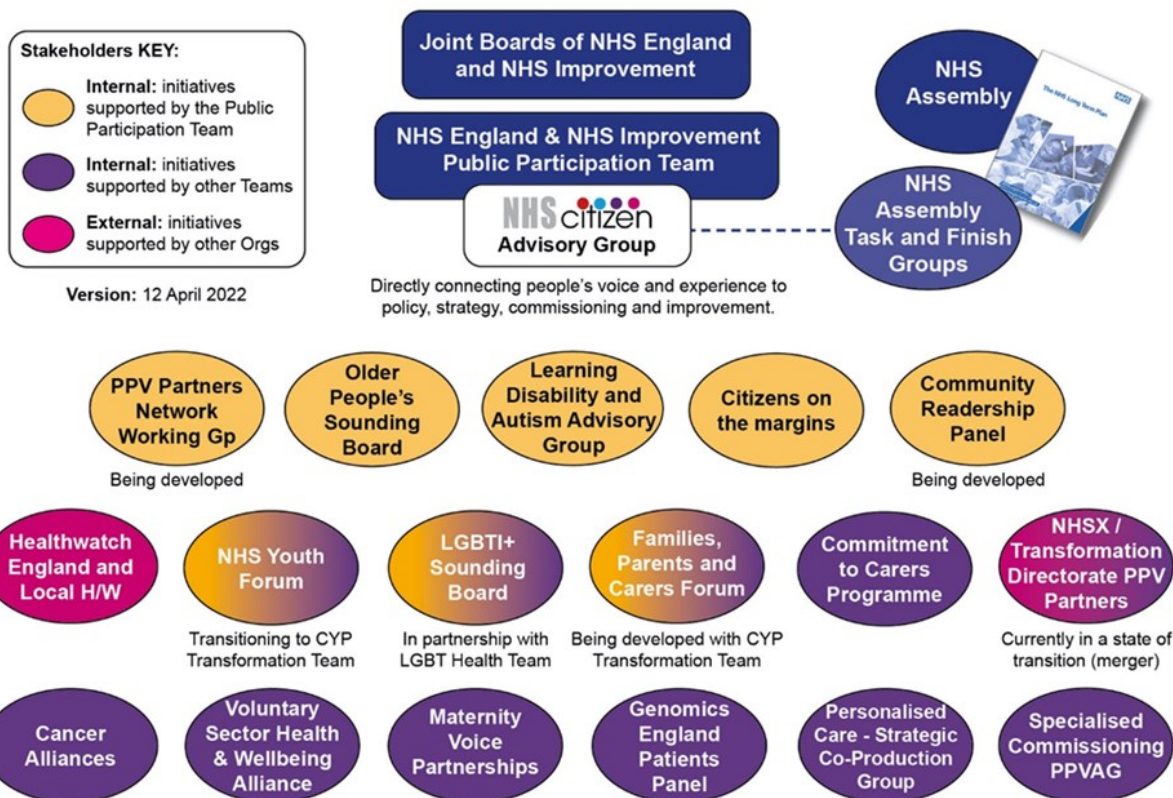 Stakeholders KEY:
Internal: initiatives
supported by the Public
Participation Team
Internal: initiatives
supported by other Teams
External: initiatives
supported by other Orgs
Version: 12 April 2022
Joint Boards of NHS England
and NHS Improvement
NHS England & NHS Improvement
Public Participation Team
NHS citizen
Advisory Group
Directly connecting people's voice and experience to
policy, strategy, commissioning and improvement.
NHS
Assembly
The NHS Long Term Plan
NHS
NHS
Assembly
Task and Finish
Groups
PPV Partners
Network
Working Gp
Being developed
Older
People's
Sounding
Board
Learning
Disability and
Autism Advisory
Group
Citizens on
the margins
Community
Readership
Panel
Being developed
Healthwatch
England and
Local H/W
NHS Youth
Forum
Transitioning to CYP
Transformation Team
LGBTI+
Sounding
Board
In partnership with
LGBT Health Team
Families,
Parents and
Carers Forum
Being developed with CYP
Transformation Team
Commitment
to Carers
Programme
NHSX /
Transformation
Directorate PPV
Partners
Currently in a state of
transition (merger)
Cancer
Alliances
Voluntary
Sector Health
& Wellbeing
Alliance
Maternity
Voice
Partnerships
Genomics
England
Patients
Panel
Personalised
Care - Strategic
Co-Production
Group
Specialised
Commissioning
PPVAG